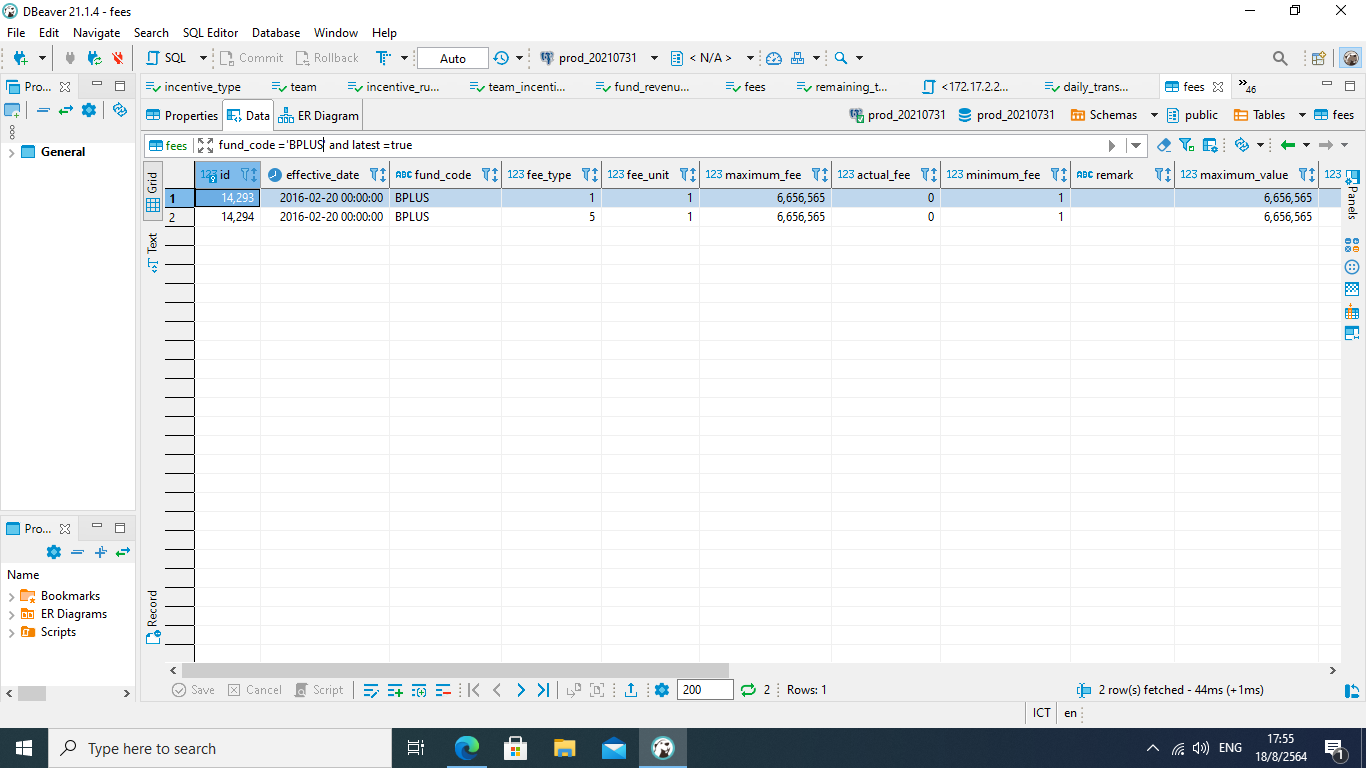 DBeaver 21.1.4 - fees
File Edit Navigate Search SQL Editor Database Window Help
SQL Commit Rollback Auto prod_20210731 < N/A >
Pro... incentive_type team incentive_ru... team_incenti... fund_revenu... fees remaining_t... <172.17.2.2... daily_trans... fees »46
Properties Data ER Diagram prod_20210731 prod_20210731 Schemas public Tables fees
General
fees fund_code ='BPLUS' and latest =true
Grid
Text
Record
Panels
123 id effective_date ABC fund_code 123 fee_type 123 fee_unit 123 maximum_fee 123 actual_fee 123 minimum_fee ABC remark 123 maximum_value 123
1 14,293 2016-02-20 00:00:00 BPLUS 1 1 6,656,565 0 1 6,656,565
2 14,294 2016-02-20 00:00:00 BPLUS 5 1 6,656,565 0 1 6,656,565
Pro...
Name
Bookmarks
ER Diagrams
Scripts
Save Cancel Script 200 2 Rows: 1 2 row(s) fetched - 44ms (+1ms)
ICT en
Type here to search ENG 17:55
18/8/2564 1